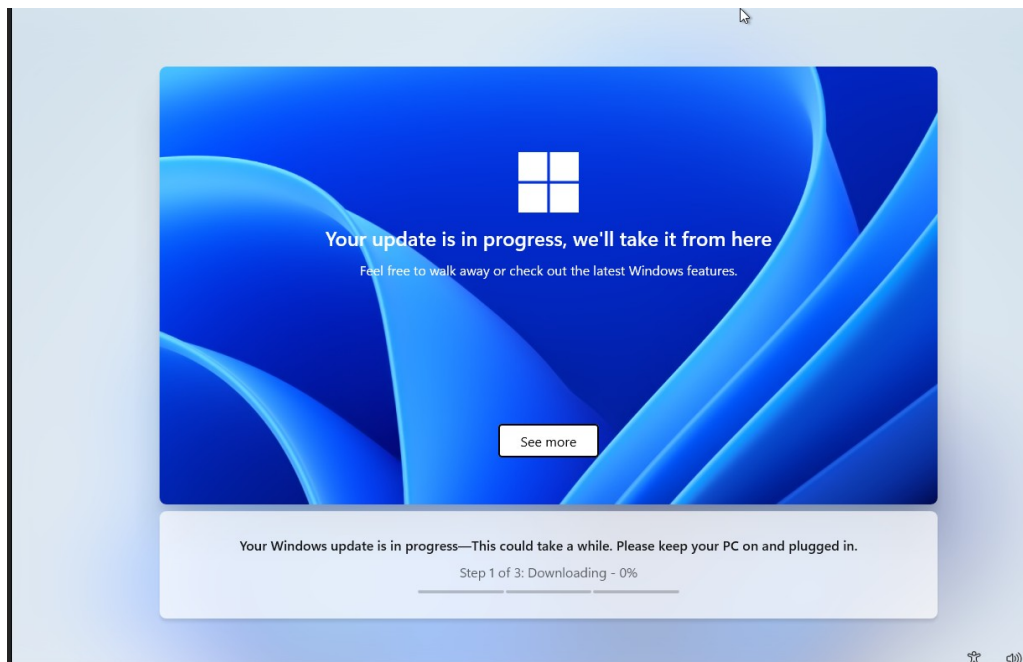 Your update is in progress, we'll take it from here
Feel free to walk away or check out the latest Windows features.
See more
Your Windows update is in progress—This could take a while. Please keep your PC on and plugged in.
Step 1 of 3: Downloading - 0%